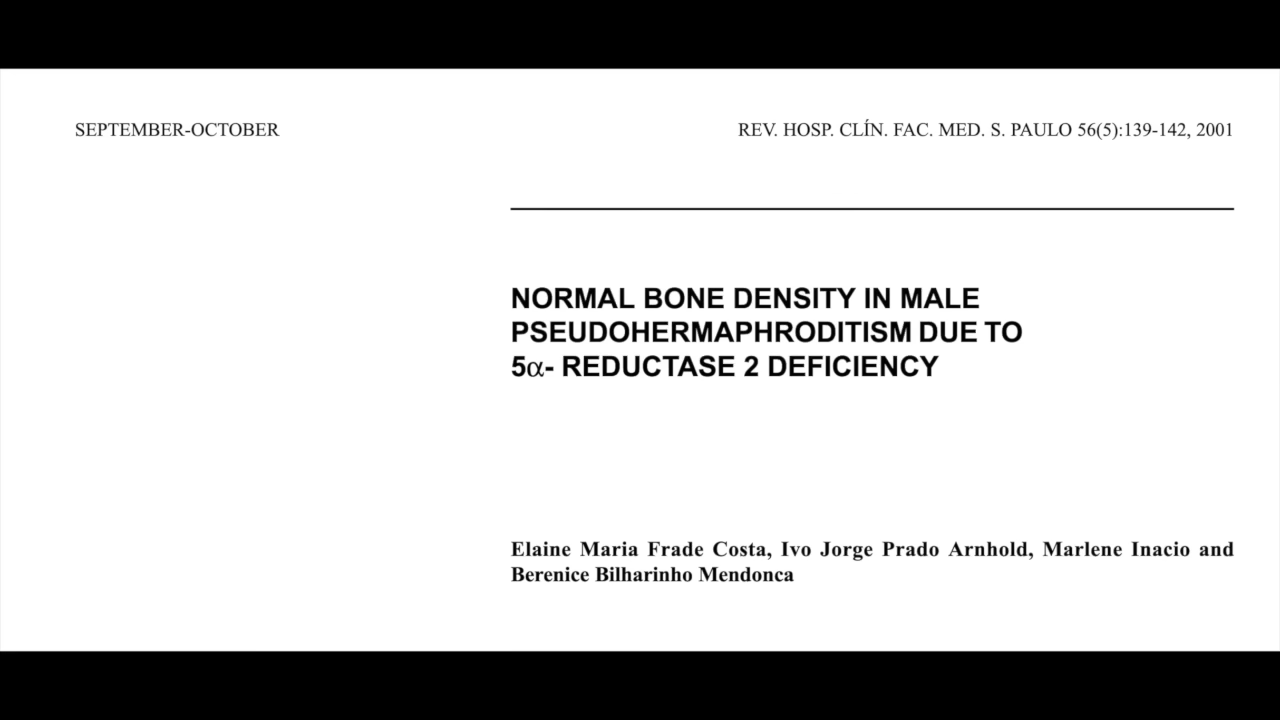 SEPTEMBER-OCTOBER
REV. HOSP. CLÍN. FAC. MED. S. PAULO 56(5):139-142, 2001
NORMAL BONE DENSITY IN MALE
PSEUDOHERMAPHRODITISM DUE TO
5α- REDUCTASE 2 DEFICIENCY
Elaine Maria Frade Costa, Ivo Jorge Prado Arnhold, Marlene Inacio and
Berenice Bilharinho Mendonca